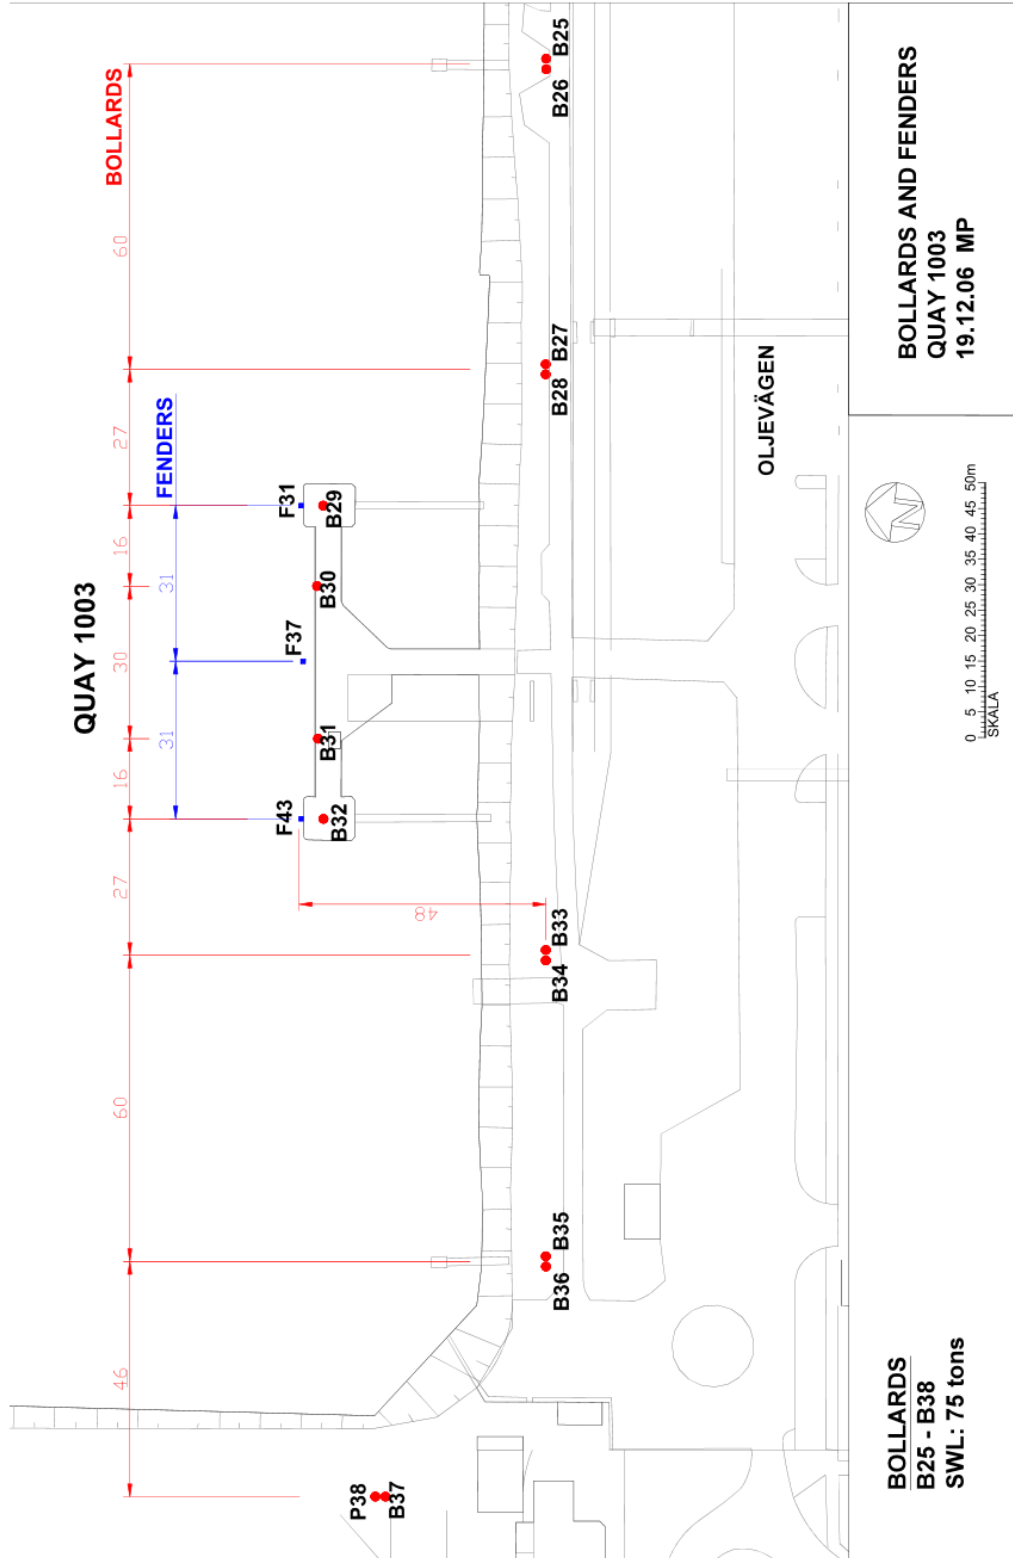 QUAY 1003
BOLLARDS
60
27
16
30
16
27
60
46
FENDERS
31
31
48
F31
F37
F43
B25
B26
B27
B28
B29
B30
B31
B32
B33
B34
B35
B36
P38
B37
OLJEVÄGEN
N
0 5 10 15 20 25 30 35 40 45 50m
SKALA
BOLLARDS
B25 - B38
SWL: 75 tons
BOLLARDS AND FENDERS
QUAY 1003
19.12.06 MP